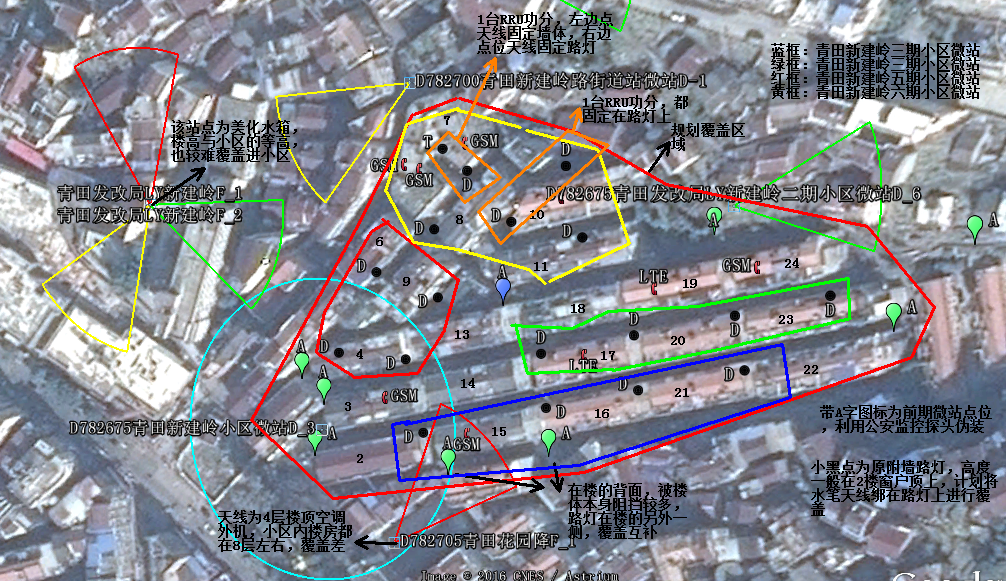 1台RRU功分，左边点
天线固定墙体，右边
点位天线固定路灯
蓝框：青田新建岭三期小区微站
绿框：青田新建岭三期小区微站
红框：青田新建岭五期小区微站
黄框：青田新建岭六期小区微站
D782700青田新建岭路街道站微站D-1
1台RRU功分，都
固定在路灯上
规划覆盖区
域
该站点为美化水箱，
楼高与小区的等高，
也较难覆盖进小区
7
T
GSM
D
D
GSM
GSM
青田发改局LY新建岭F_1
青田发改局LY新建岭F_2
D782675青田发改局LY新建岭二期小区微站D_6
8
D
D
10
D
A
A
6
D
9
D
11
A
18
LTE
19
GSM
24
13
D
D
D
23
D
A
D
4
D
A
A
17
LTE
20
22
14
D
21
D
3
GSM
16
D
D782675青田新建岭小区微站D_3
A
D
AGSM
15
A
2
带A字图标为前期微站点位
，利用公安监控探头伪装
小黑点为原附墙路灯，高度
一般在2楼窗户顶上，计划将
水笔天线绑在路灯上进行覆
盖
在楼的背面，被楼
体本身阻挡较多，
路灯在楼的另外一
侧，覆盖互补
天线为4层楼顶空调
外机，小区内楼房都
在8层左右，覆盖差
D782705青田花园降F_1
Image © 2016 CNES / Astrium